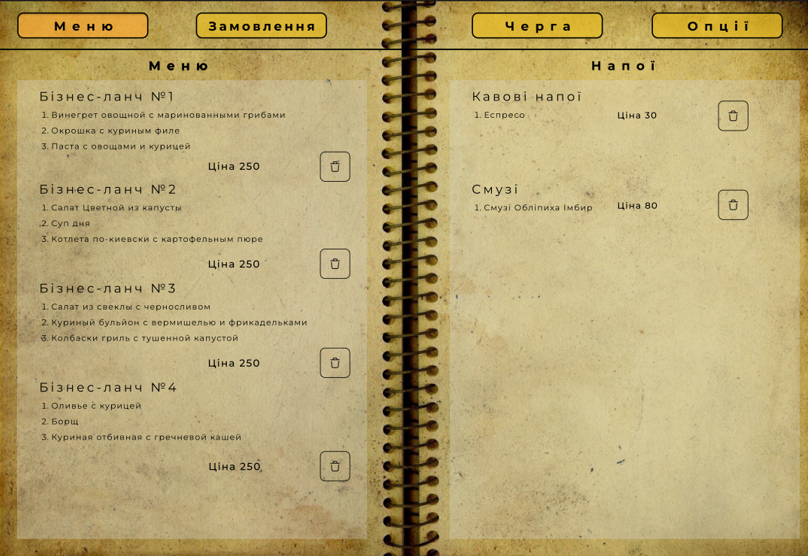 Меню
Замовлення
Черга
Опції
Меню
Бізнес-ланч №1
1. Винегрет овощной с маринованными грибами
2. Окрошка с куриным филе
3. Паста с овощами и курицей
Ціна 250
Бізнес-ланч №2
1. Салат Цветной из капусты
2. Суп дня
3. Котлета по-киевски с картофельным пюре
Ціна 250
Бізнес-ланч №3
1. Салат из свеклы с черносливом
2. Куриный бульйон с вермишелью и фрикадельками
3. Колбаски гриль с тушенной капустой
Ціна 250
Бізнес-ланч №4
1. Оливье с курицей
2. Борщ
3. Куриная отбивная с гречневой кашей
Ціна 250
Напої
Кавові напої
1. Еспресо
Ціна 30
Смузі
1. Смузі Обліпиха Імбир
Ціна 80